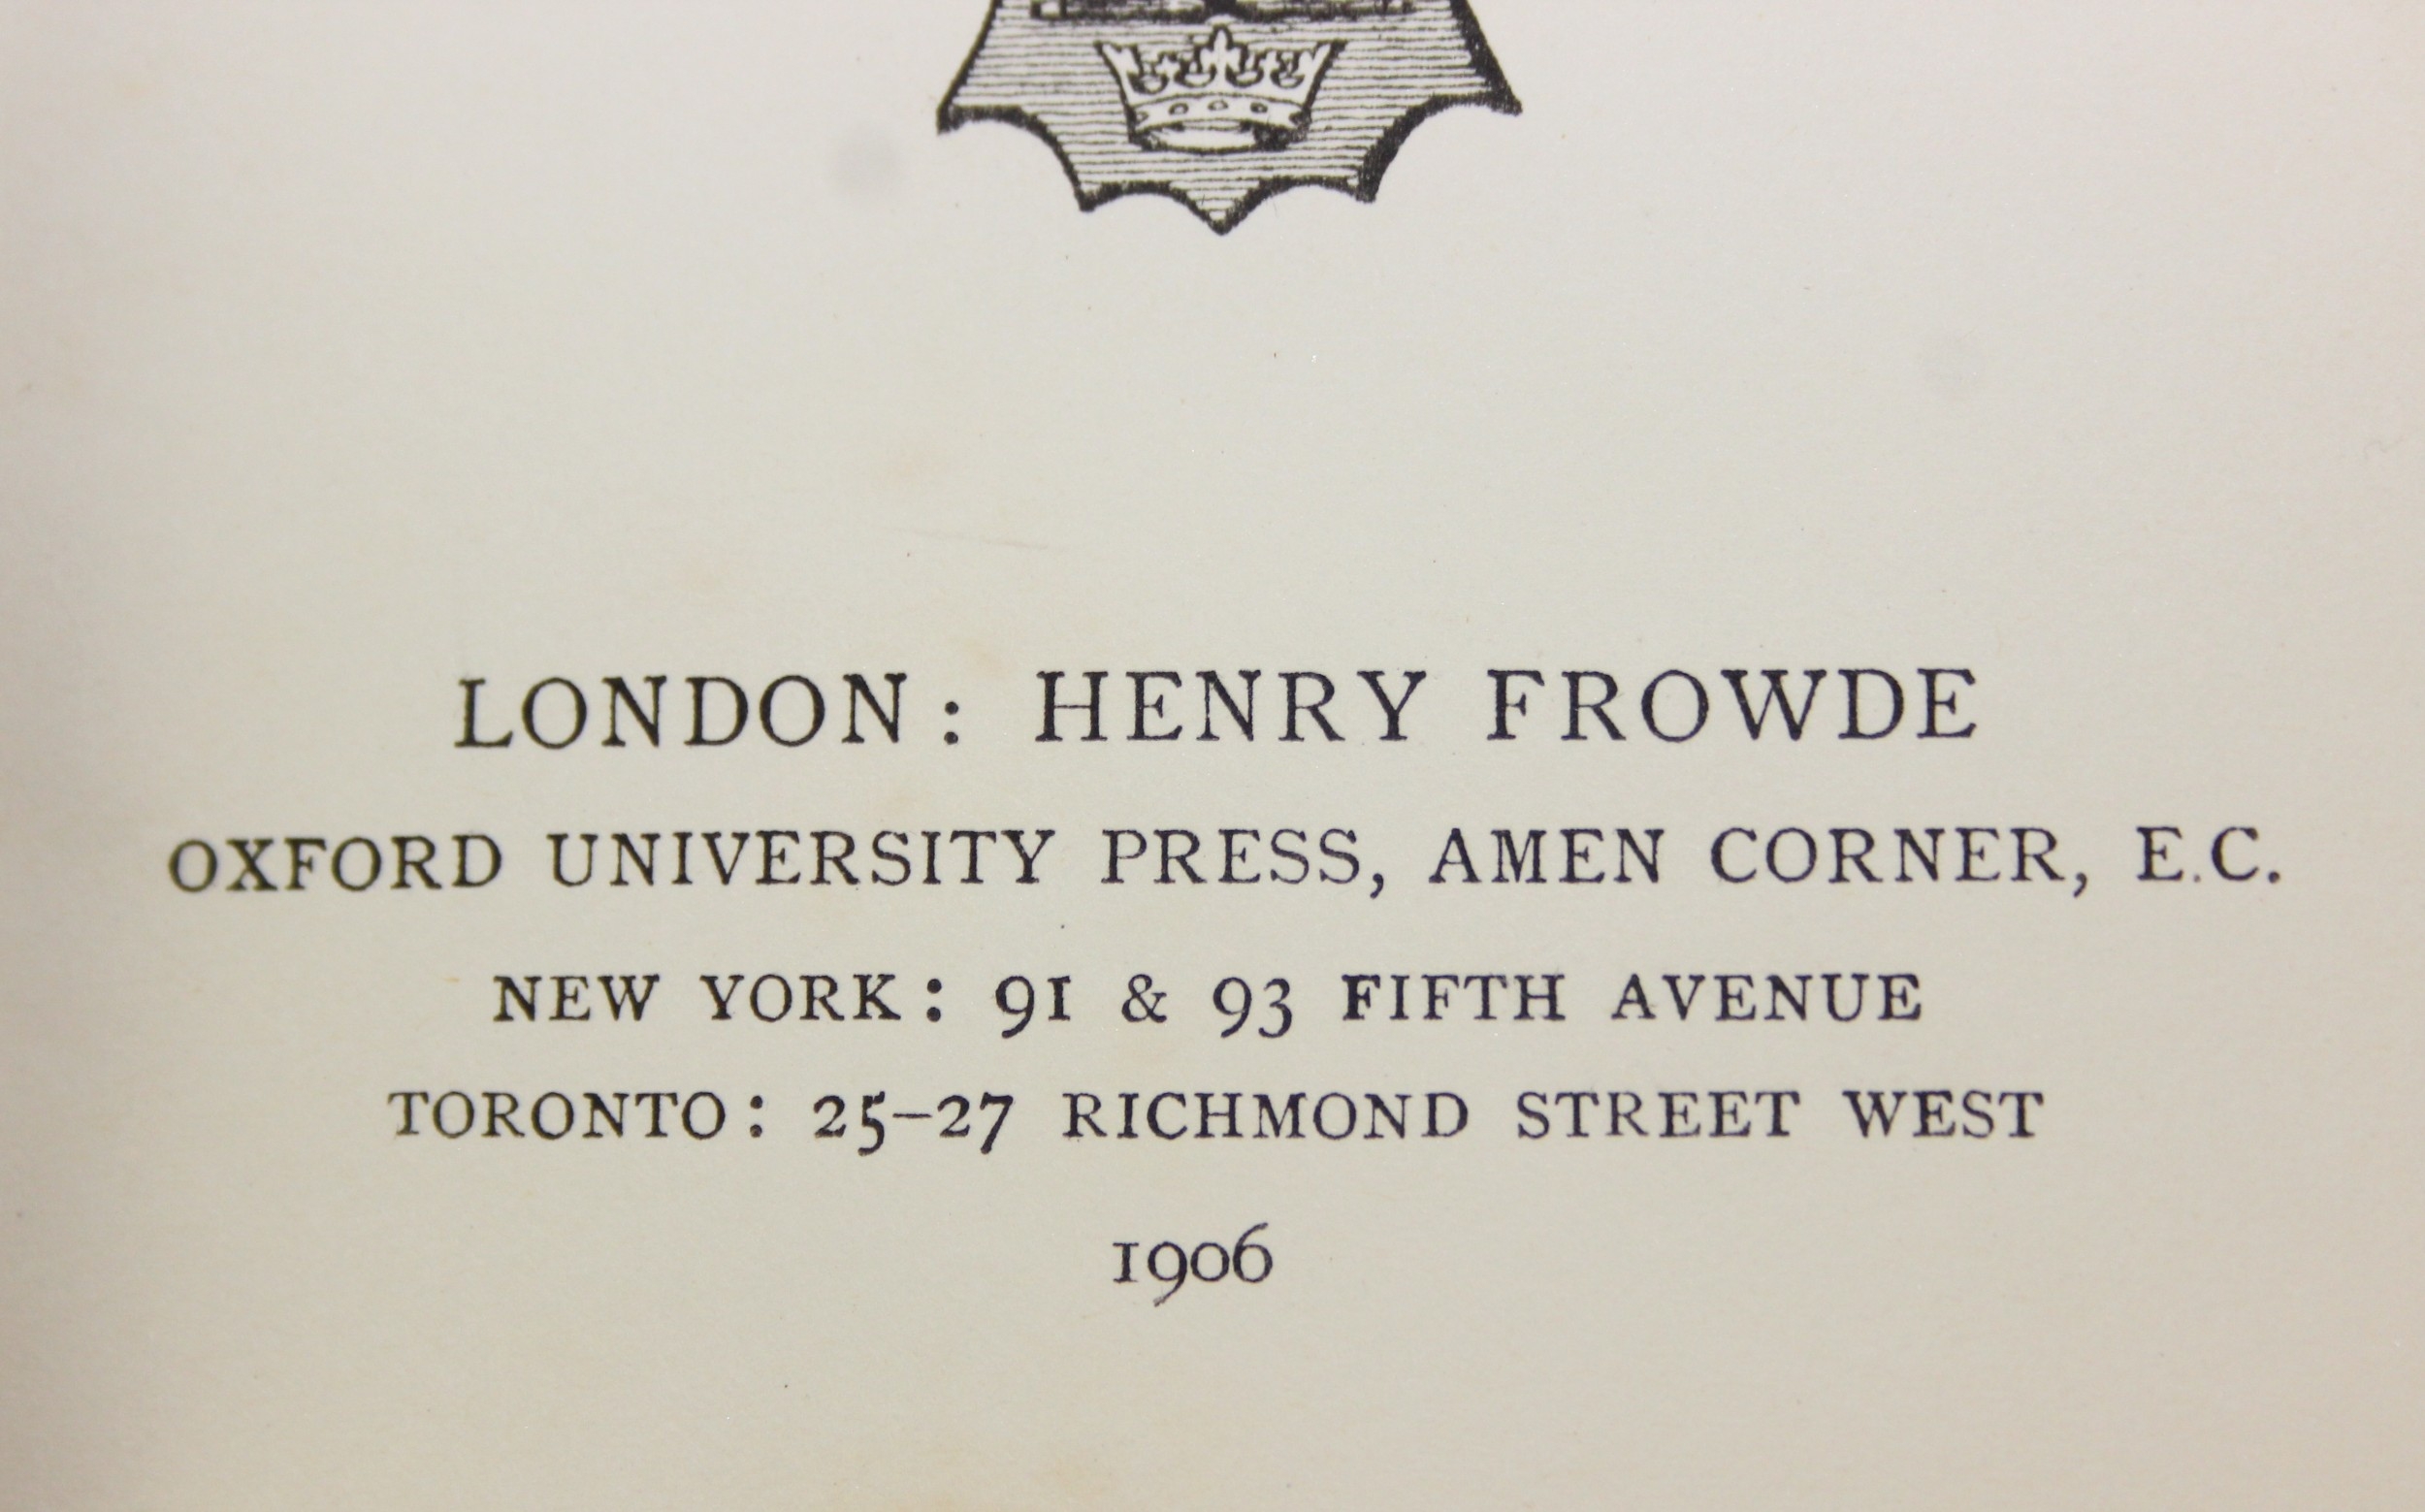 LONDON: HENRY FROWDE
OXFORD UNIVERSITY PRESS, AMEN CORNER, E.C.
NEW YORK: 91 & 93 FIFTH AVENUE
TORONTO: 25–27 RICHMOND STREET WEST
1906